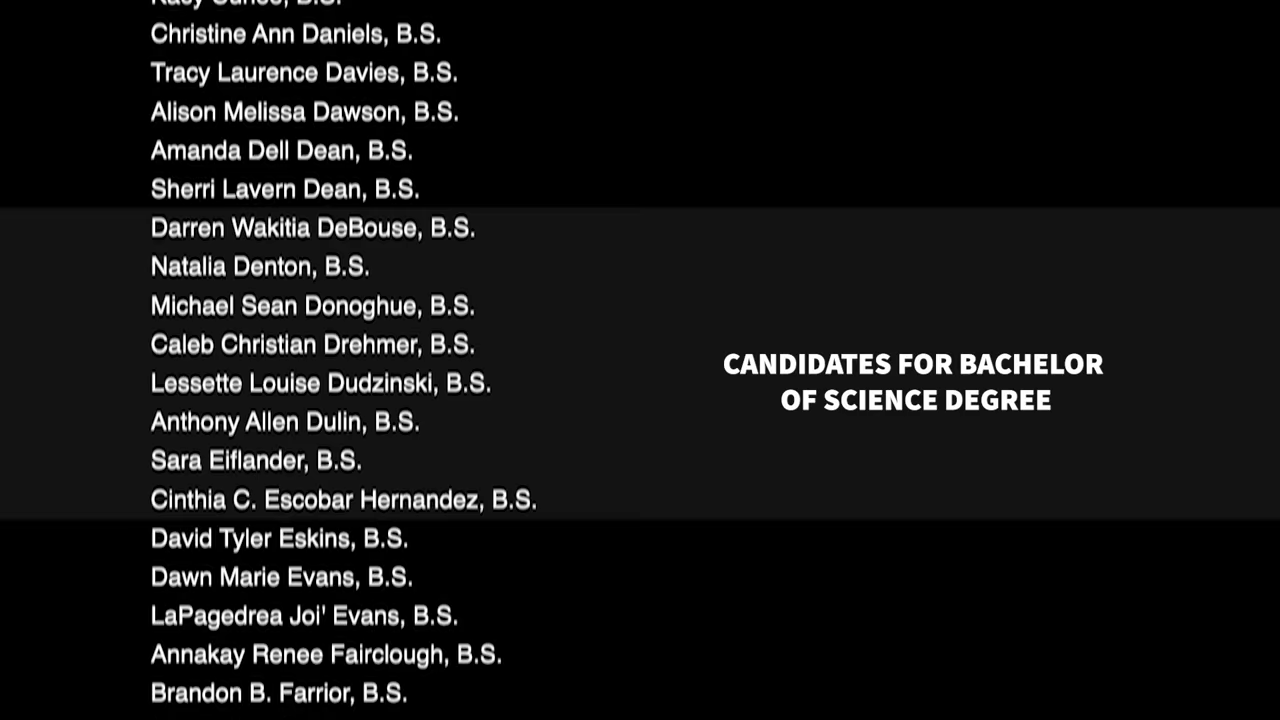 Christine Ann Daniels, B.S.
Tracy Laurence Davies, B.S.
Alison Melissa Dawson, B.S.
Amanda Dell Dean, B.S.
Sherri Lavern Dean, B.S.
Darren Wakitia DeBouse, B.S.
Natalia Denton, B.S.
Michael Sean Donoghue, B.S.
Caleb Christian Drehmer, B.S.
Lessette Louise Dudzinski, B.S.
Anthony Allen Dulin, B.S.
Sara Eiflander, B.S.
Cinthia C. Escobar Hernandez, B.S.
David Tyler Eskins, B.S.
Dawn Marie Evans, B.S.
LaPagedrea Joi' Evans, B.S.
Annakay Renee Fairclough, B.S.
Brandon B. Farrior, B.S.
CANDIDATES FOR BACHELOR
OF SCIENCE DEGREE